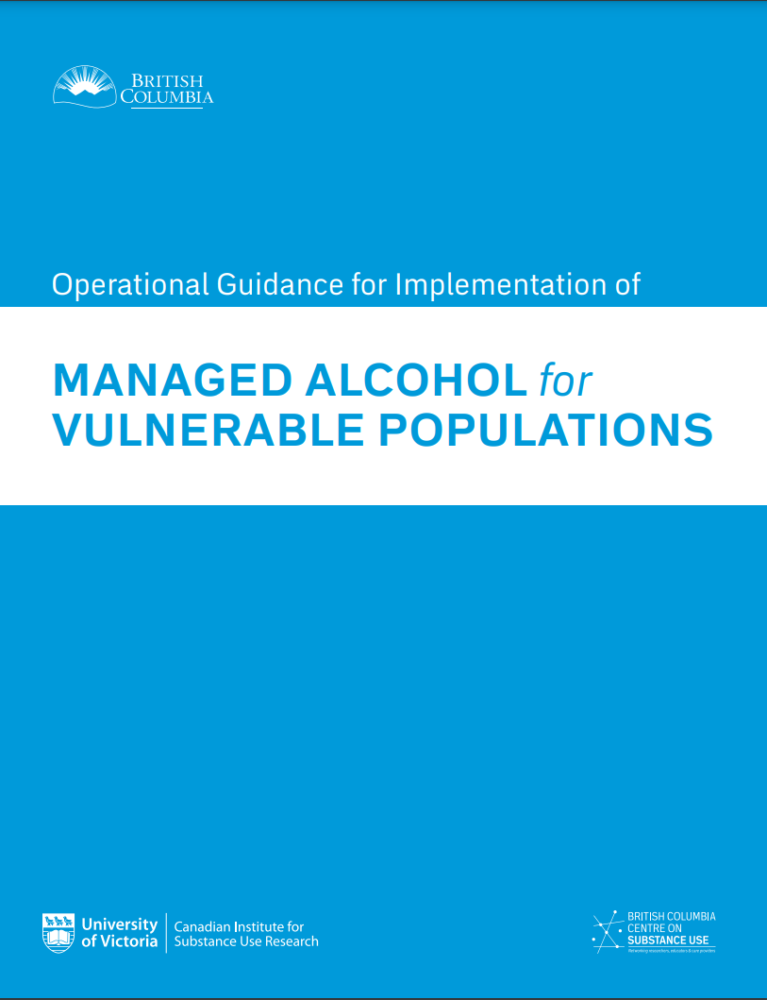 BRITISH
COLUMBIA
Operational Guidance for Implementation of
MANAGED ALCOHOL for
VULNERABLE POPULATIONS
University
of Victoria
Canadian Institute for
Substance Use Research
BRITISH COLUMBIA
CENTRE ON
SUBSTANCE USE
Networking researchers, educators & care providers